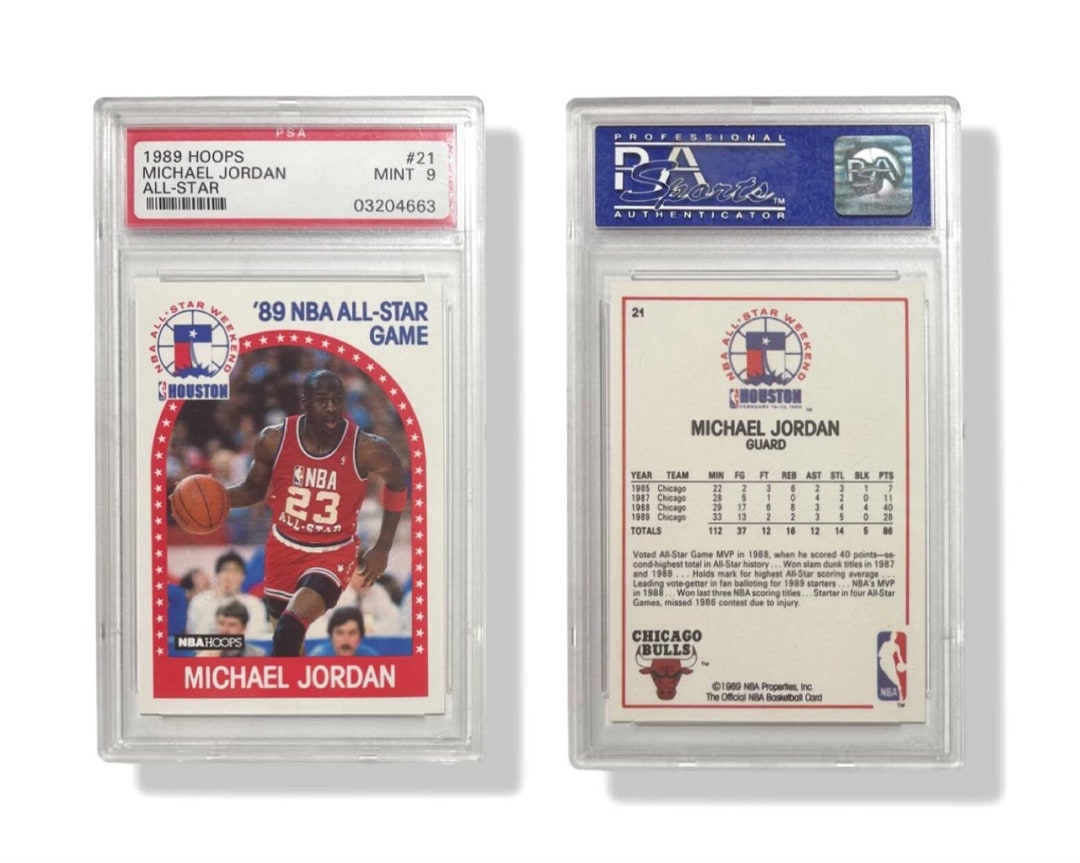 PSA
1989 HOOPS #21
MICHAEL JORDAN MINT 9
ALL-STAR
03204663
NBA ALL-STAR WEEKEND
HOUSTON
'89 NBA ALL-STAR
GAME
NBA
23
ALL-STAR
NBA HOOPS
MICHAEL JORDAN
PROFESSIONAL
PSA
Sports TM
AUTHENTICATOR
PSA
21
NBA ALL-STAR WEEKEND
HOUSTON
TM
MICHAEL JORDAN
GUARD
YEAR TEAM MIN FG FT REB AST STL BLK PTS
1985 Chicago 22 2 3 6 2 3 1 7
1987 Chicago 28 5 1 0 4 2 0 11
1988 Chicago 29 17 6 8 3 4 4 40
1989 Chicago 33 13 2 2 3 5 0 28
TOTALS 112 37 12 16 12 14 5 86
Voted All-Star Game MVP in 1988, when he scored 40 points—se-
cond-highest total in All-Star history . . . Won slam dunk titles in 1987
and 1988 . . . Holds mark for highest All-Star scoring average . . .
Leading vote-getter in fan balloting for 1989 starters . . . NBA's MVP
in 1988 . . . Won last three NBA scoring titles . . . Starter in four All-Star
Games, missed 1986 contest due to injury.
CHICAGO
BULLS
TM
©1989 NBA Properties, Inc.
The Official NBA Basketball Card
NBA
TM